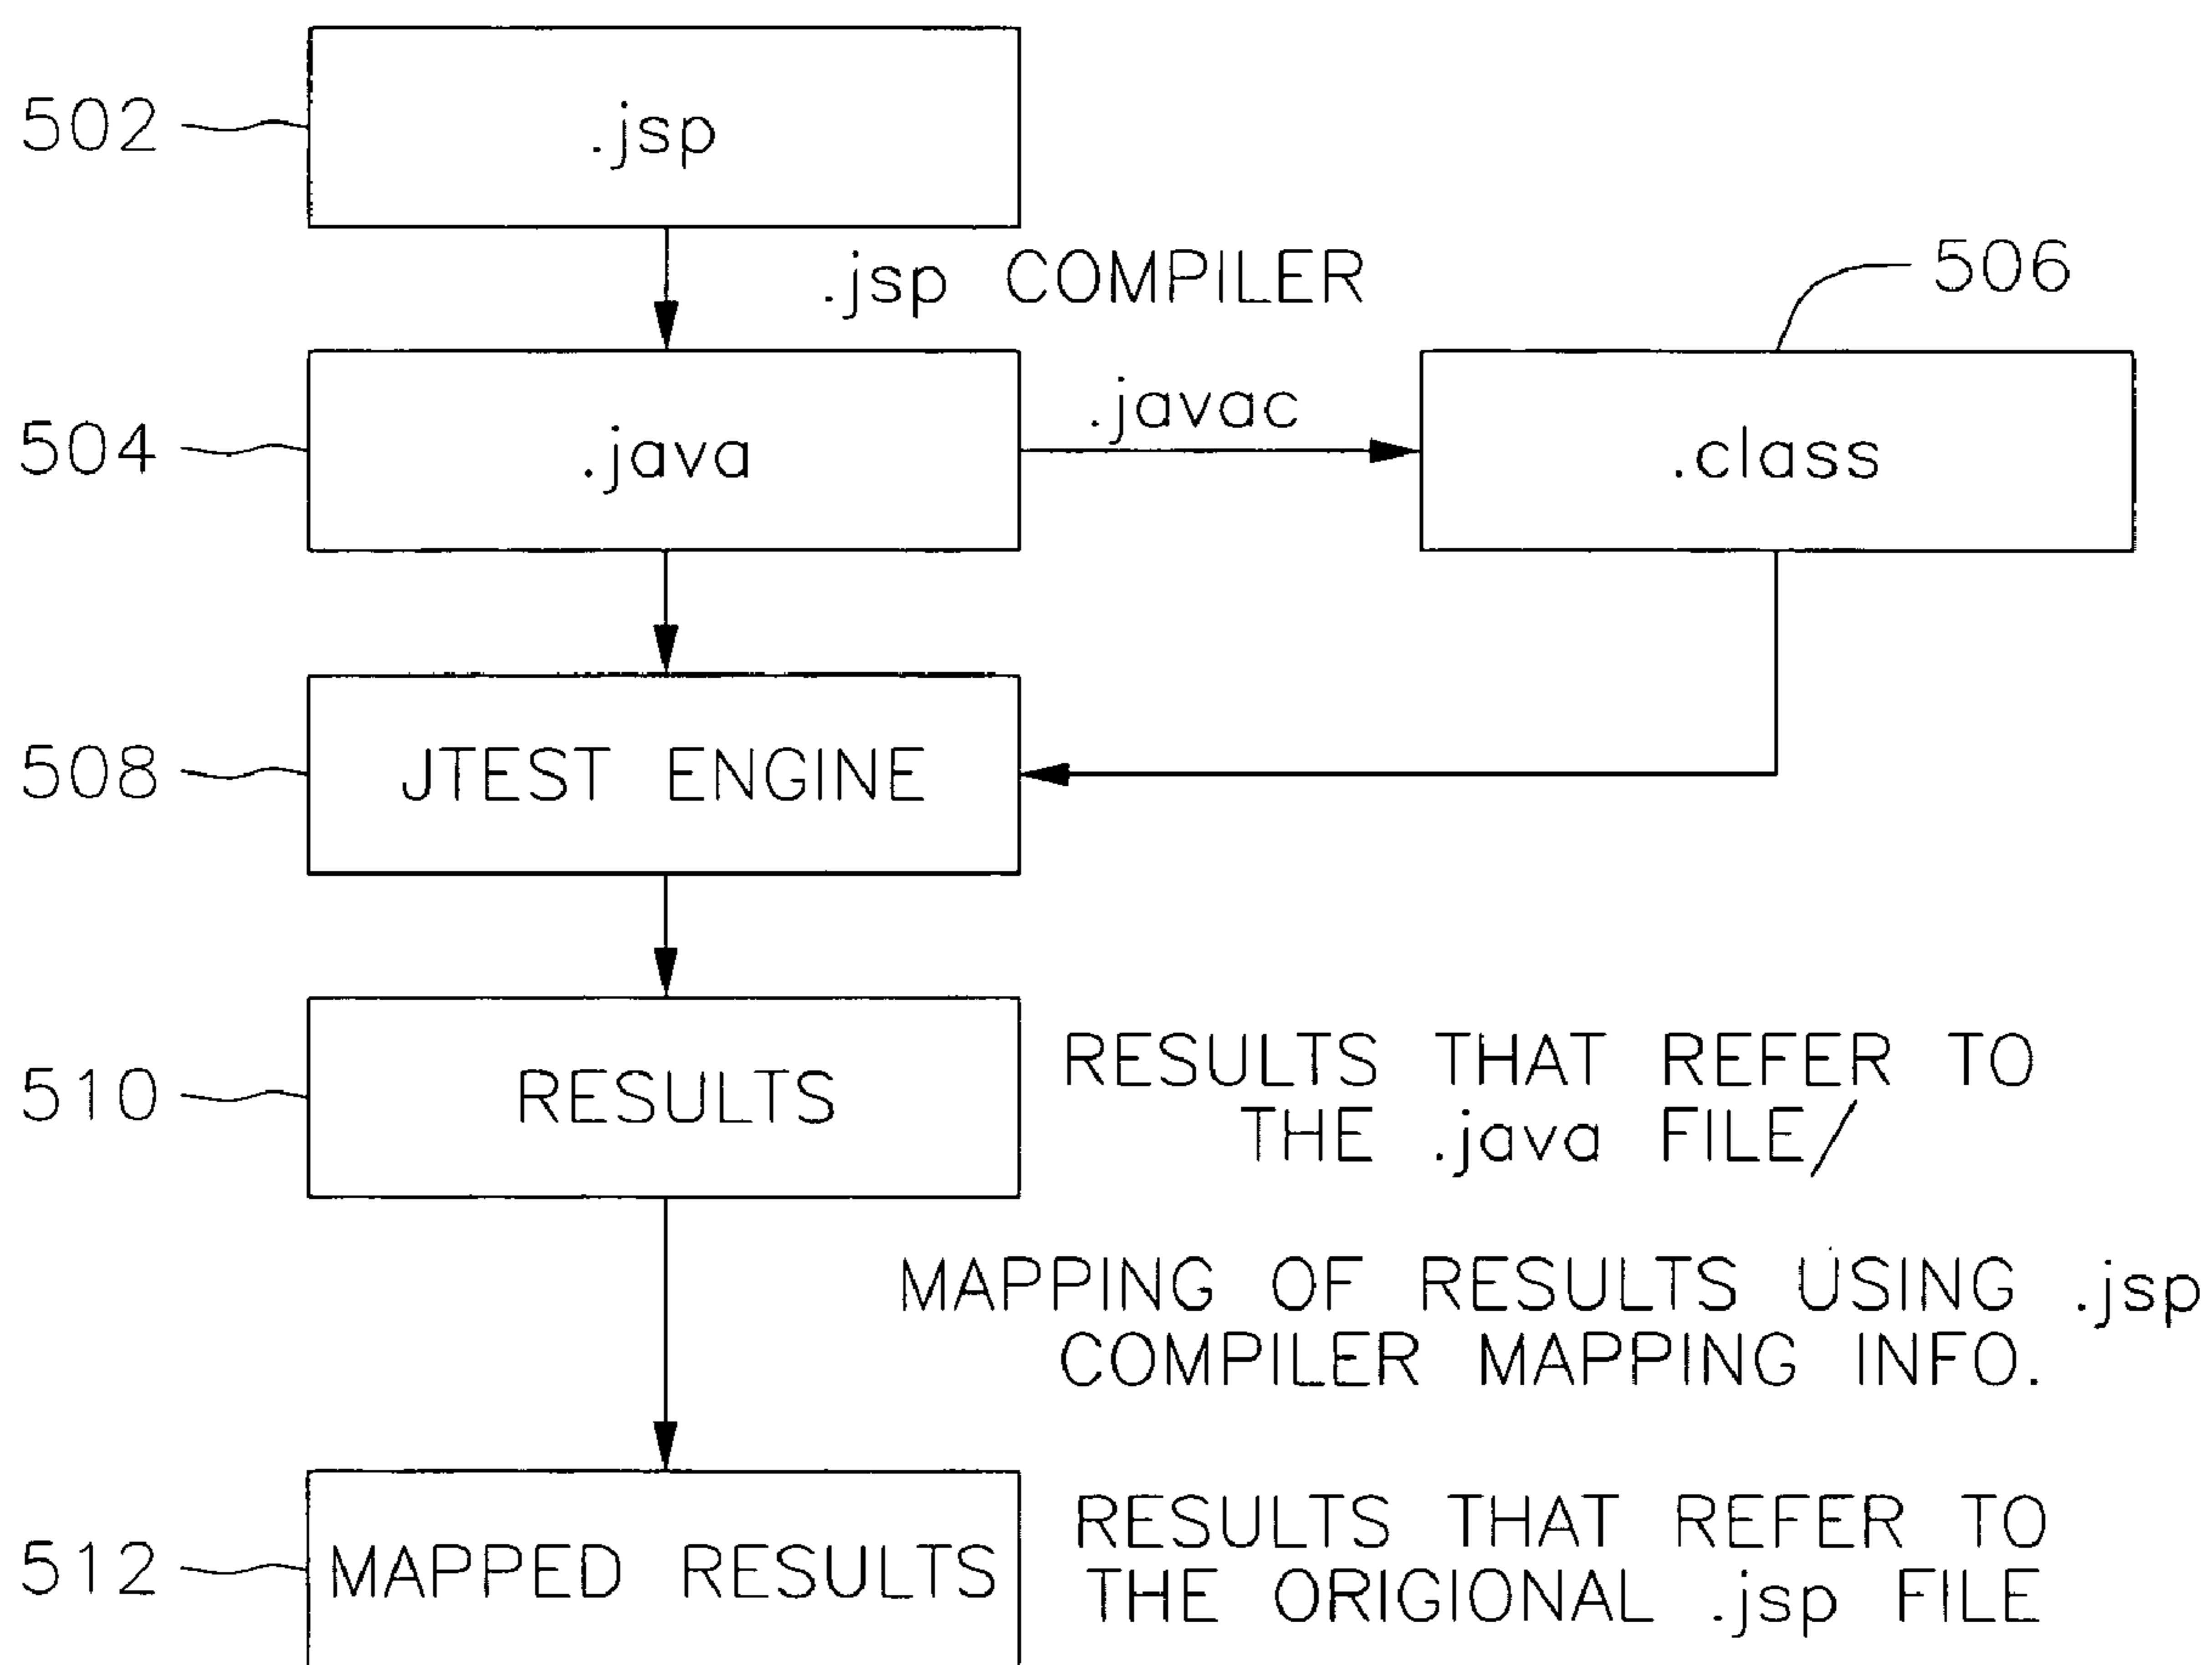 502
.jsp
.jsp COMPILER
506
504
.java
.javac
.class
508
JTEST ENGINE
510
RESULTS
RESULTS THAT REFER TO
THE .java FILE/
MAPPING OF RESULTS USING .jsp
COMPILER MAPPING INFO.
512
MAPPED RESULTS
RESULTS THAT REFER TO
THE ORIGIONAL .jsp FILE